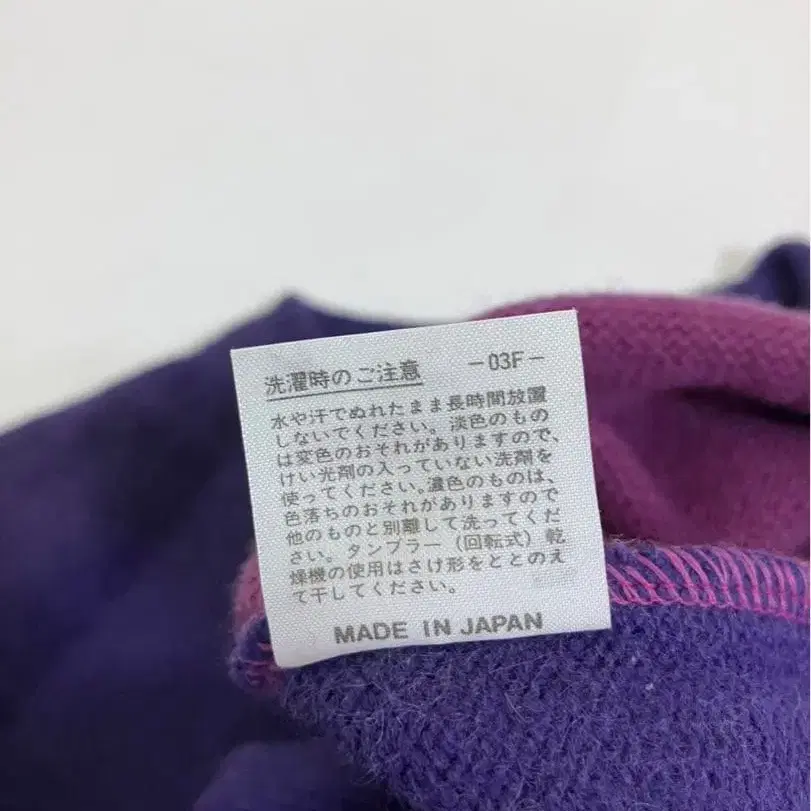 洗濯時のご注意 -03F-
水や汗でぬれたまま長時間放置
しないでください。淡色のもの
は変色のおそれがありますので、
けい光剤の入っていない洗剤を
使ってください。濃色のものは、
色落ちのおそれがありますので
他のものと別離して洗ってくだ
さい。タンブラー(回転式)乾
燥機の使用はさけ形をととのえ
て干してください。
MADE IN JAPAN